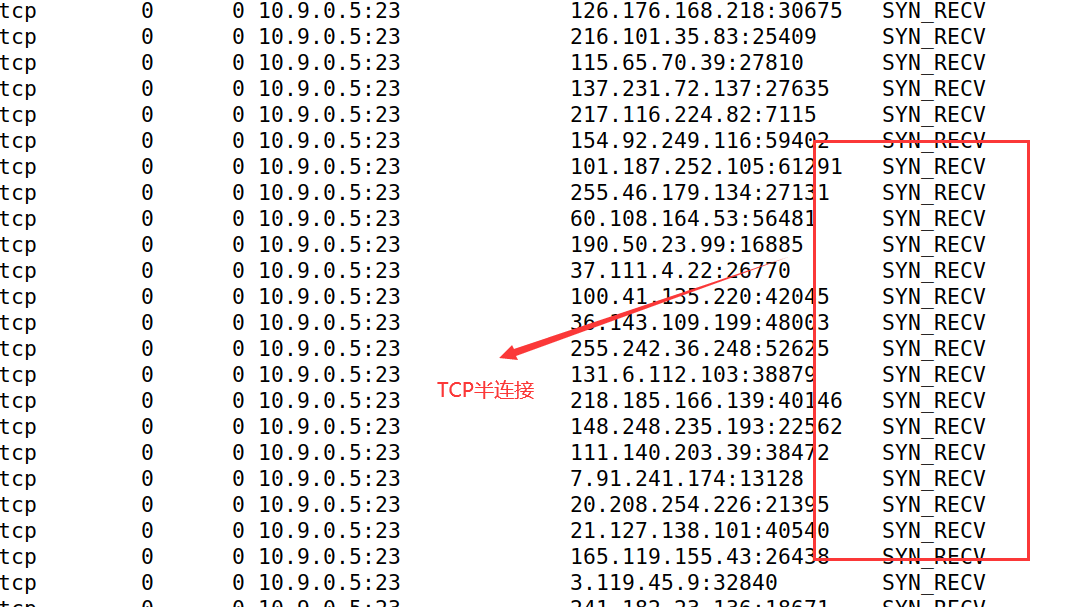 tcp 0 0 10.9.0.5:23 126.176.168.218:30675 SYN_RECV
tcp 0 0 10.9.0.5:23 216.101.35.83:25409 SYN_RECV
tcp 0 0 10.9.0.5:23 115.65.70.39:27810 SYN_RECV
tcp 0 0 10.9.0.5:23 137.231.72.137:27635 SYN_RECV
tcp 0 0 10.9.0.5:23 217.116.224.82:7115 SYN_RECV
tcp 0 0 10.9.0.5:23 154.92.249.116:59402 SYN_RECV
tcp 0 0 10.9.0.5:23 101.187.252.105:61291 SYN_RECV
tcp 0 0 10.9.0.5:23 255.46.179.134:27131 SYN_RECV
tcp 0 0 10.9.0.5:23 60.108.164.53:56481 SYN_RECV
tcp 0 0 10.9.0.5:23 190.50.23.99:16885 SYN_RECV
tcp 0 0 10.9.0.5:23 37.111.4.22:26770 SYN_RECV
tcp 0 0 10.9.0.5:23 100.41.135.220:42045 SYN_RECV
tcp 0 0 10.9.0.5:23 36.143.109.199:48003 SYN_RECV
tcp 0 0 10.9.0.5:23 255.242.36.248:52625 SYN_RECV
tcp 0 0 10.9.0.5:23 131.6.112.103:38879 SYN_RECV
TCP半连接
tcp 0 0 10.9.0.5:23 218.185.166.139:40146 SYN_RECV
tcp 0 0 10.9.0.5:23 148.248.235.193:22562 SYN_RECV
tcp 0 0 10.9.0.5:23 111.140.203.39:38472 SYN_RECV
tcp 0 0 10.9.0.5:23 7.91.241.174:13128 SYN_RECV
tcp 0 0 10.9.0.5:23 20.208.254.226:21395 SYN_RECV
tcp 0 0 10.9.0.5:23 21.127.138.101:40540 SYN_RECV
tcp 0 0 10.9.0.5:23 165.119.155.43:26438 SYN_RECV
tcp 0 0 10.9.0.5:23 3.119.45.9:32840 SYN_RECV
tcp 0 0 10.9.0.5:23 241.182.23.136:18671 SYN_RECV